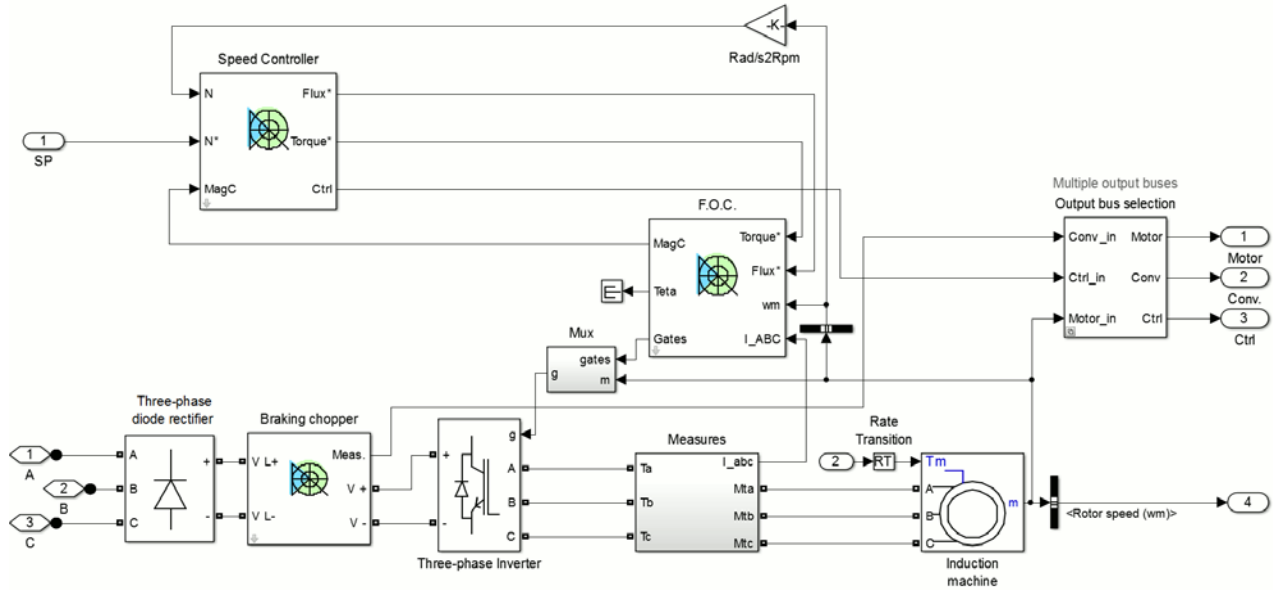 -K-
Rad/s2Rpm
Speed Controller
N
Flux*
1
SP
N*
Torque*
MagC
Ctrl
Multiple output buses
Output bus selection
F.O.C.
MagC
Torque*
Conv_in
Motor
1
Motor
Flux*
Ctrl_in
Conv
2
Conv.
Teta
wm
Motor_in
Ctrl
3
Ctrl
Gates
I_ABC
Mux
gates
g
m
Three-phase
diode rectifier
Braking chopper
g
Measures
Rate
Transition
1
A
A
+
V L+
Meas.
+
A
Ta
I_abc
2
RT
Tm
2
B
B
V +
B
Tb
Mta
A
m
4
Mtb
B
<Rotor speed (wm)>
3
C
C
-
V L-
V -
-
C
Tc
Mtc
C
Three-phase Inverter
Induction
machine